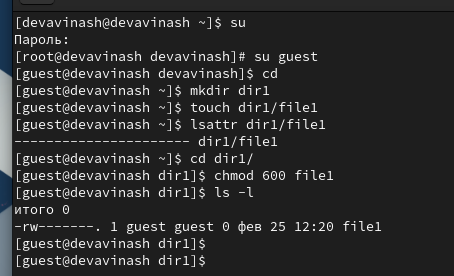 [devavinash@devavinash ~]$ su
Пароль:
[root@devavinash devavinash]# su guest
[guest@devavinash devavinash]$ cd
[guest@devavinash ~]$ mkdir dir1
[guest@devavinash ~]$ touch dir1/file1
[guest@devavinash ~]$ lsattr dir1/file1
---------------------- dir1/file1
[guest@devavinash ~]$ cd dir1/
[guest@devavinash dir1]$ chmod 600 file1
[guest@devavinash dir1]$ ls -l
итого 0
-rw-------. 1 guest guest 0 фев 25 12:20 file1
[guest@devavinash dir1]$
[guest@devavinash dir1]$